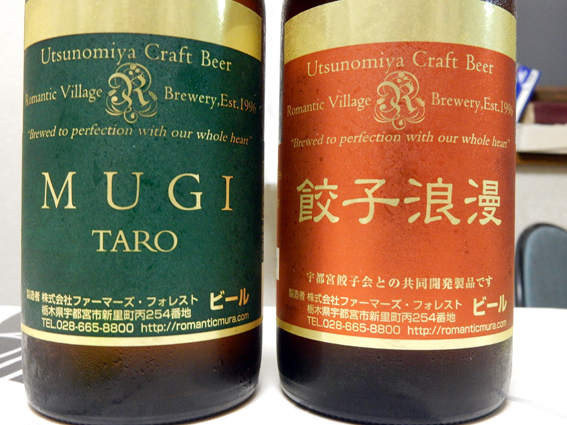 Utsunomiya Craft Beer
Romantic Village R Brewery,Est.1996
"Brewed to perfection with our whole heart"
MUGI
TARO
製造者 株式会社ファーマーズ・フォレスト ビール
栃木県宇都宮市新里町丙254番地
TEL.028-665-8800 http://romanticmura.com
Utsunomiya Craft Beer
Romantic Village R Brewery,Est.1996
"Brewed to perfection with our whole heart"
餃子浪漫
宇都宮餃子会との共同開発製品です
製造者 株式会社ファーマーズ・フォレスト ビール
栃木県宇都宮市新里町丙254番地
TEL.028-665-8800 http://romanticmura.com